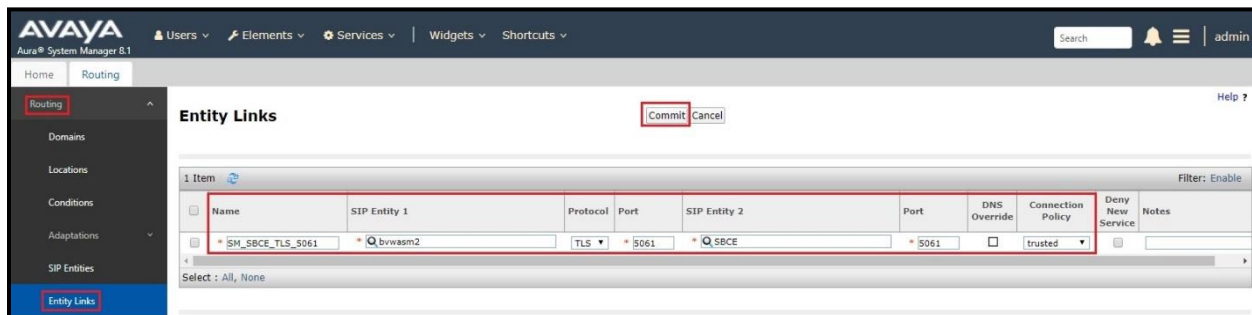 AVAYA
Aura® System Manager 8.1
Users Elements Services | Widgets Shortcuts Search admin
Home Routing
Routing
Help ?
Entity Links
Commit Cancel
Domains
Locations
1 Item
Filter: Enable
Conditions
Name SIP Entity 1 Protocol Port SIP Entity 2 Port DNS Override Connection Policy Deny New Service Notes
Adaptations
* SM_SBCE_TLS_5061 * bvwasm2 TLS * 5061 * SBCE * 5061 trusted
SIP Entities
Select : All, None
Entity Links